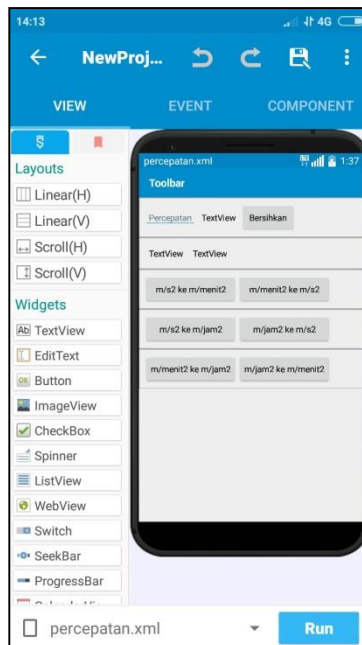 14:13
4G
NewProj...
VIEW
EVENT
COMPONENT
Layouts
Linear(H)
Linear(V)
Scroll(H)
Scroll(V)
Widgets
Ab TextView
EditText
OK Button
ImageView
CheckBox
Spinner
ListView
WebView
Switch
SeekBar
ProgressBar
percepatan.xml
1:37
Toolbar
Percepatan TextView Bersihkan
TextView TextView
m/s2 ke m/menit2 m/menit2 ke m/s2
m/s2 ke m/jam2 m/jam2 ke m/s2
m/menit2 ke m/jam2 m/jam2 ke m/menit2
percepatan.xml
Run